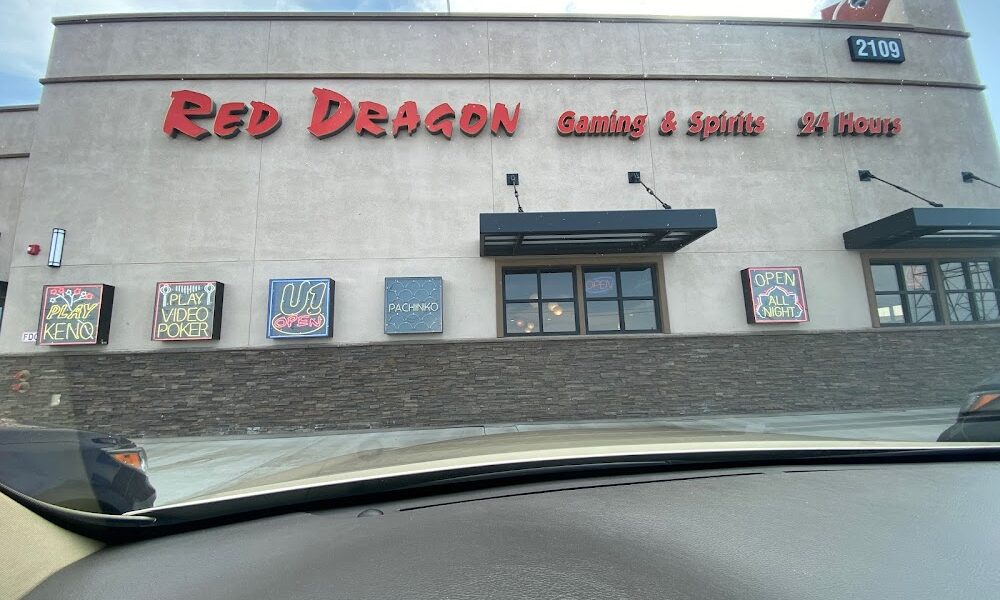 2109
RED DRAGON Gaming & Spirits 24 Hours
PLAY
KENO
PLAY
VIDEO
POKER
U1
OPEN
PACHINKO
OPEN
OPEN
ALL
NIGHT